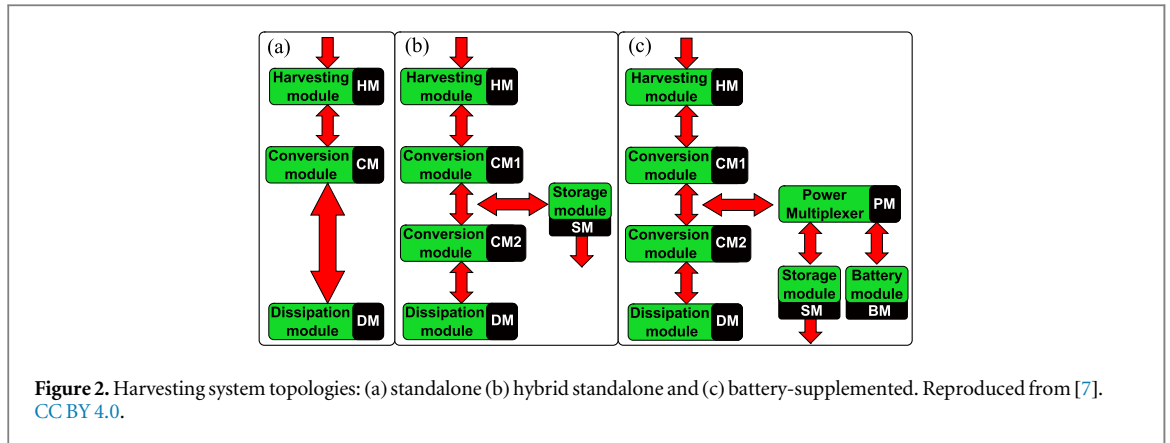 (a)
Harvesting
module
HM
Conversion
module
CM
Dissipation
module
DM
(b)
Harvesting
module
HM
Conversion
module
CM1
Storage
module
SM
Conversion
module
CM2
Dissipation
module
DM
(c)
Harvesting
module
HM
Conversion
module
CM1
Power
Multiplexer
PM
Conversion
module
CM2
Storage
module
SM
Battery
module
BM
Dissipation
module
DM
Figure 2. Harvesting system topologies: (a) standalone (b) hybrid standalone and (c) battery-supplemented. Reproduced from [7].
CC BY 4.0.